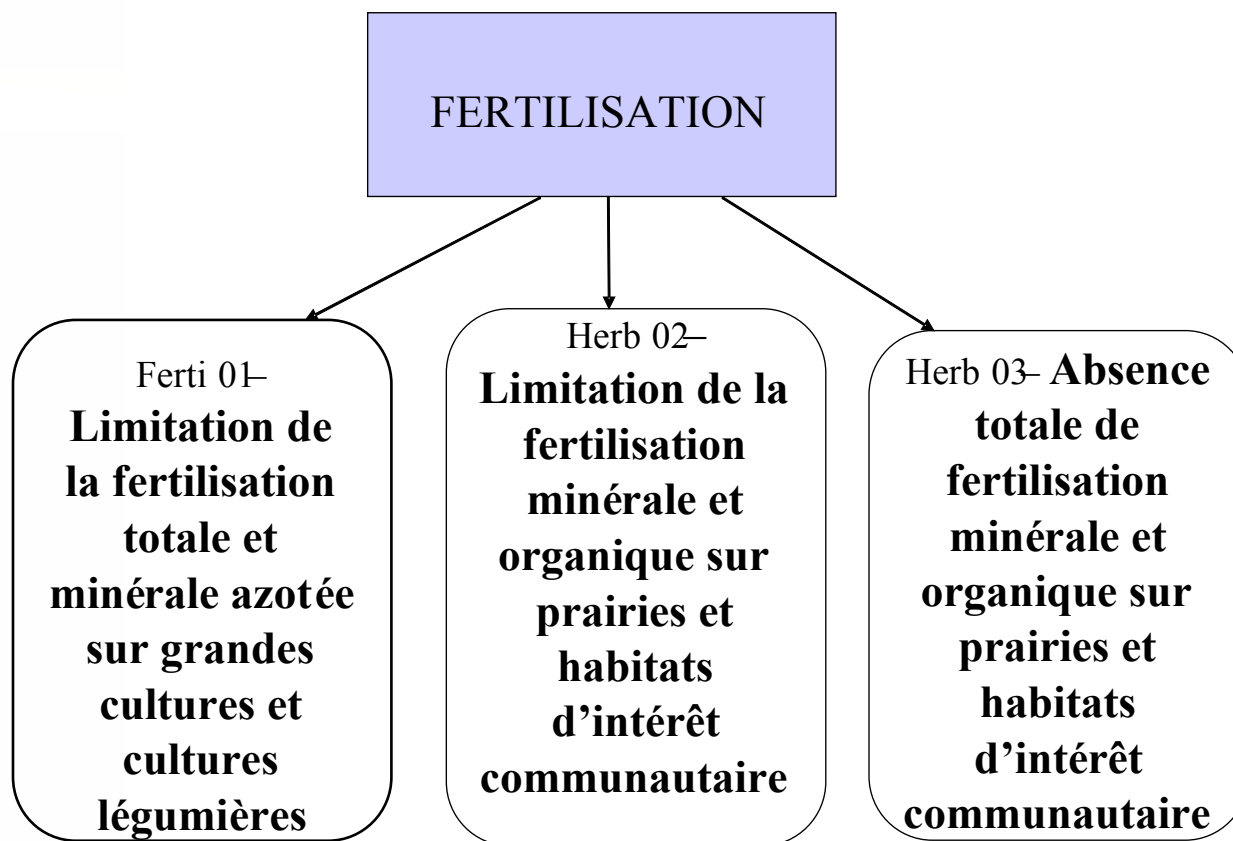 FERTILISATION
Ferti 01–
Limitation de
la fertilisation
totale et
minérale azotée
sur grandes
cultures et
cultures
légumières
Herb 02–
Limitation de la
fertilisation
minérale et
organique sur
prairies et
habitats
d’intérêt
communautaire
Herb 03– Absence
totale de
fertilisation
minérale et
organique sur
prairies et
habitats
d’intérêt
communautaire